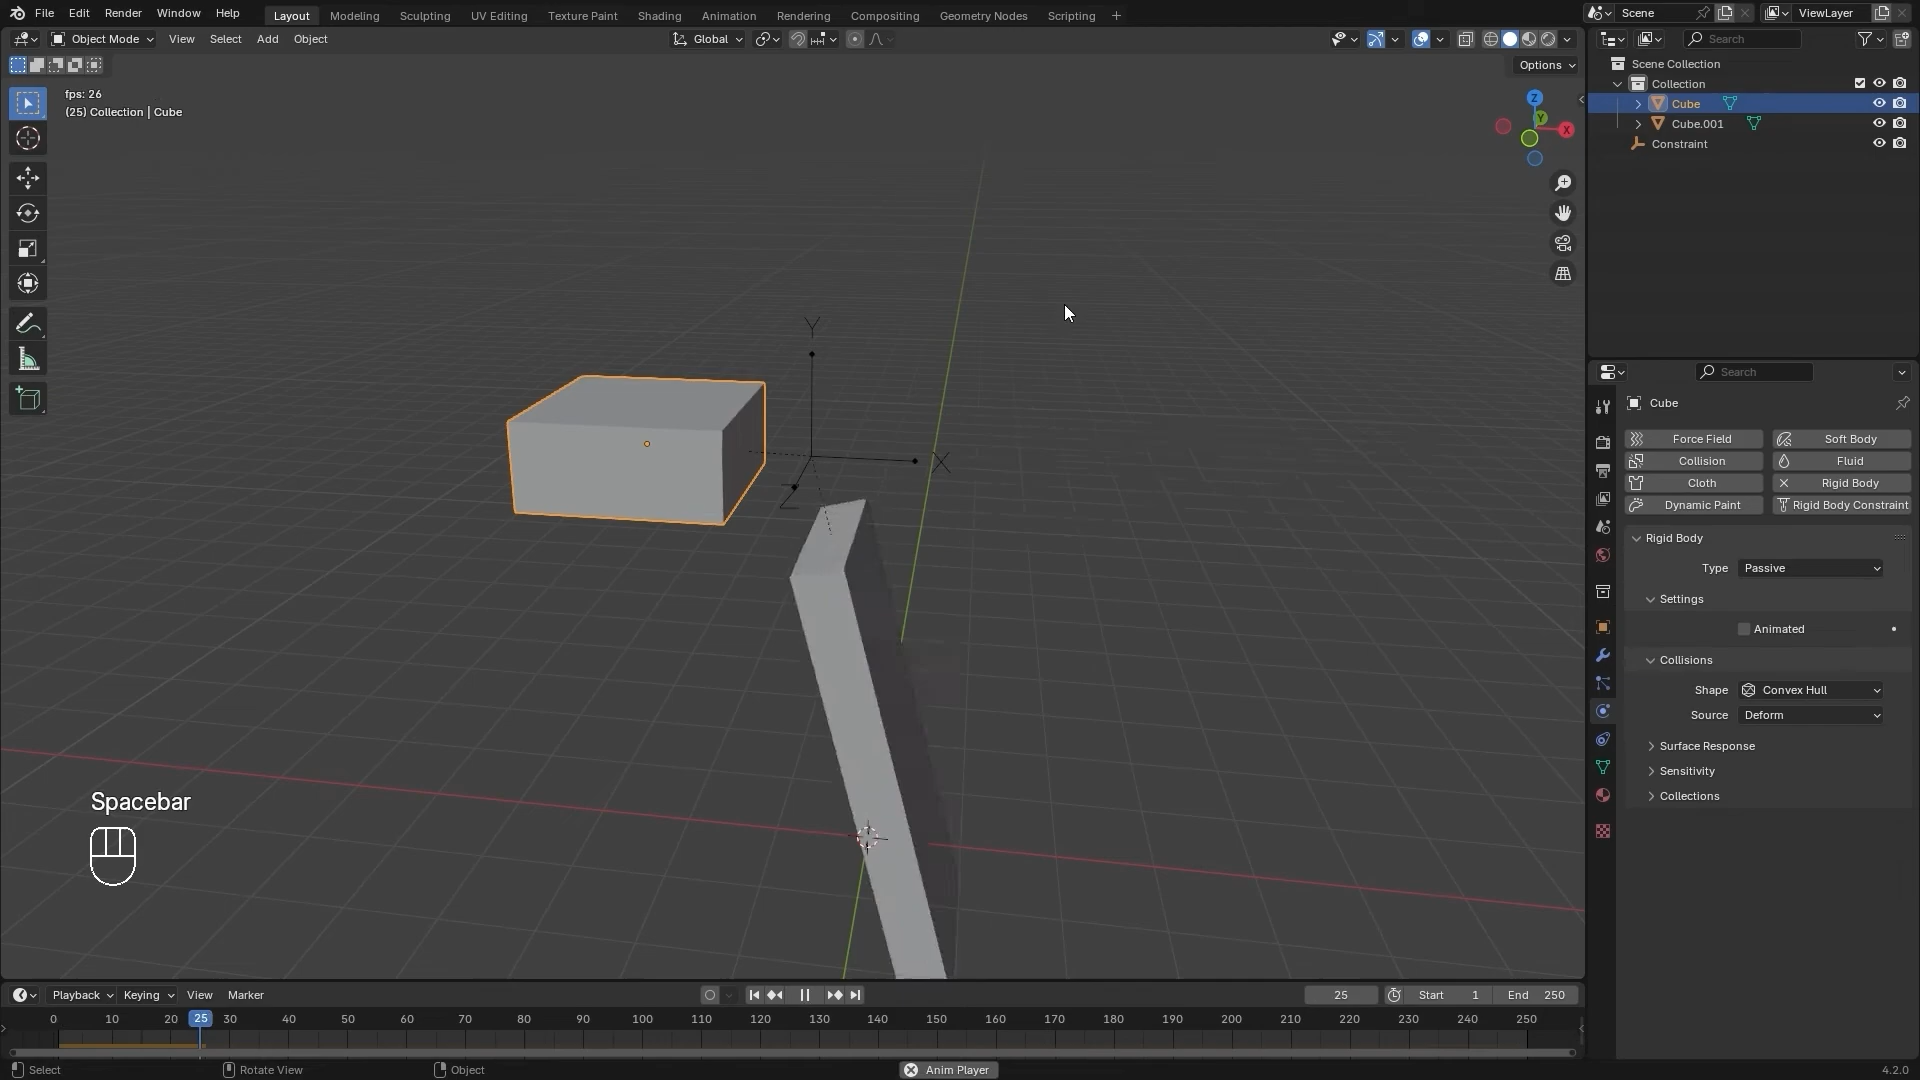 File Edit Render Window Help Layout Modeling Sculpting UV Editing Texture Paint Shading Animation Rendering Compositing Geometry Nodes Scripting + Scene ViewLayer
Object Mode View Select Add Object Global Search
Options
fps: 26
(25) Collection | Cube
Scene Collection
Collection
Cube
Cube.001
Constraint
Z
Y
X
Y
X
Z
Search
Cube
Force Field Soft Body
Collision Fluid
Cloth Rigid Body
Dynamic Paint Rigid Body Constraint
Rigid Body
Type Passive
Settings
Animated
Collisions
Shape Convex Hull
Source Deform
Surface Response
Sensitivity
Collections
Spacebar
Playback Keying View Marker 25 Start 1 End 250
0 10 20 25 30 40 50 60 70 80 90 100 110 120 130 140 150 160 170 180 190 200 210 220 230 240 250
Select Rotate View Object Anim Player 4.2.0